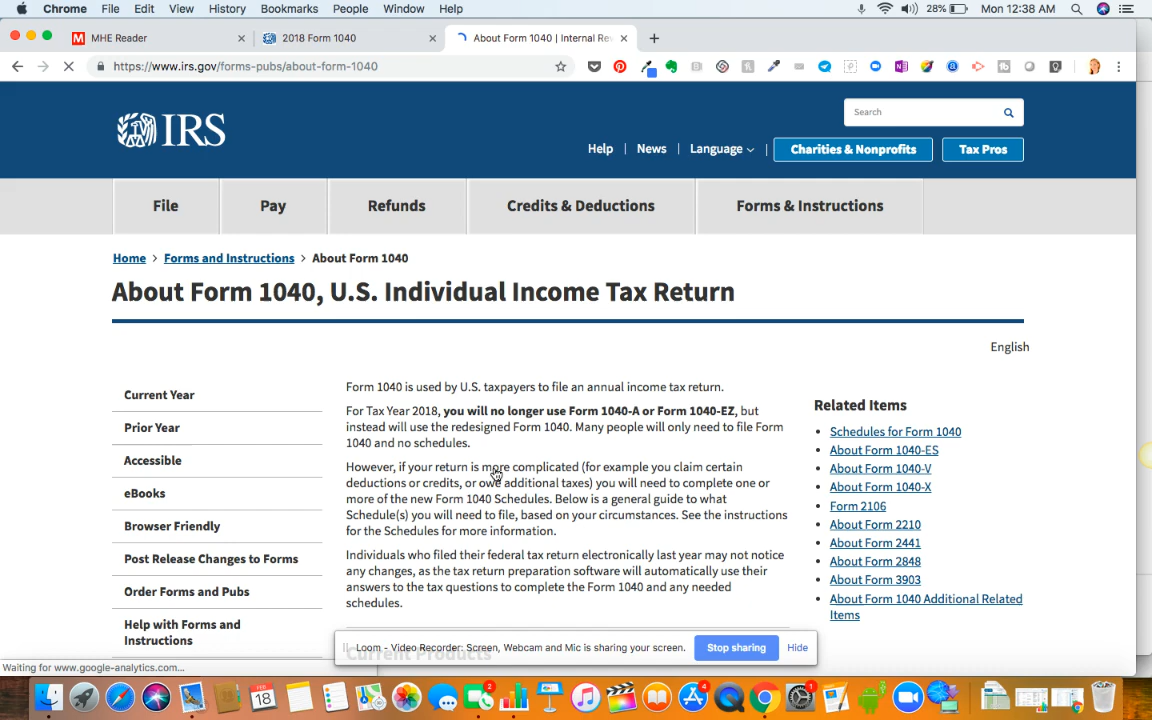 Chrome File Edit View History Bookmarks People Window Help 28% Mon 12:38 AM
MHE Reader 2018 Form 1040 About Form 1040 | Internal Re
https://www.irs.gov/forms-pubs/about-form-1040
IRS
Search
Help News Language Charities & Nonprofits Tax Pros
File Pay Refunds Credits & Deductions Forms & Instructions
Home > Forms and Instructions > About Form 1040
About Form 1040, U.S. Individual Income Tax Return
English
Current Year
Prior Year
Accessible
eBooks
Browser Friendly
Post Release Changes to Forms
Order Forms and Pubs
Help with Forms and
Instructions
Form 1040 is used by U.S. taxpayers to file an annual income tax return.
For Tax Year 2018, you will no longer use Form 1040-A or Form 1040-EZ, but
instead will use the redesigned Form 1040. Many people will only need to file Form
1040 and no schedules.
However, if your return is more complicated (for example you claim certain
deductions or credits, or owe additional taxes) you will need to complete one or
more of the new Form 1040 Schedules. Below is a general guide to what
Schedule(s) you will need to file, based on your circumstances. See the instructions
for the Schedules for more information.
Individuals who filed their federal tax return electronically last year may not notice
any changes, as the tax return preparation software will automatically use their
answers to the tax questions to complete the Form 1040 and any needed
schedules.
Current Products
Related Items
Schedules for Form 1040
About Form 1040-ES
About Form 1040-V
About Form 1040-X
Form 2106
About Form 2210
About Form 2441
About Form 2848
About Form 3903
About Form 1040 Additional Related
Items
Loom - Video Recorder: Screen, Webcam and Mic is sharing your screen. Stop sharing Hide
Waiting for www.google-analytics.com...
FEB
18
2
4
1